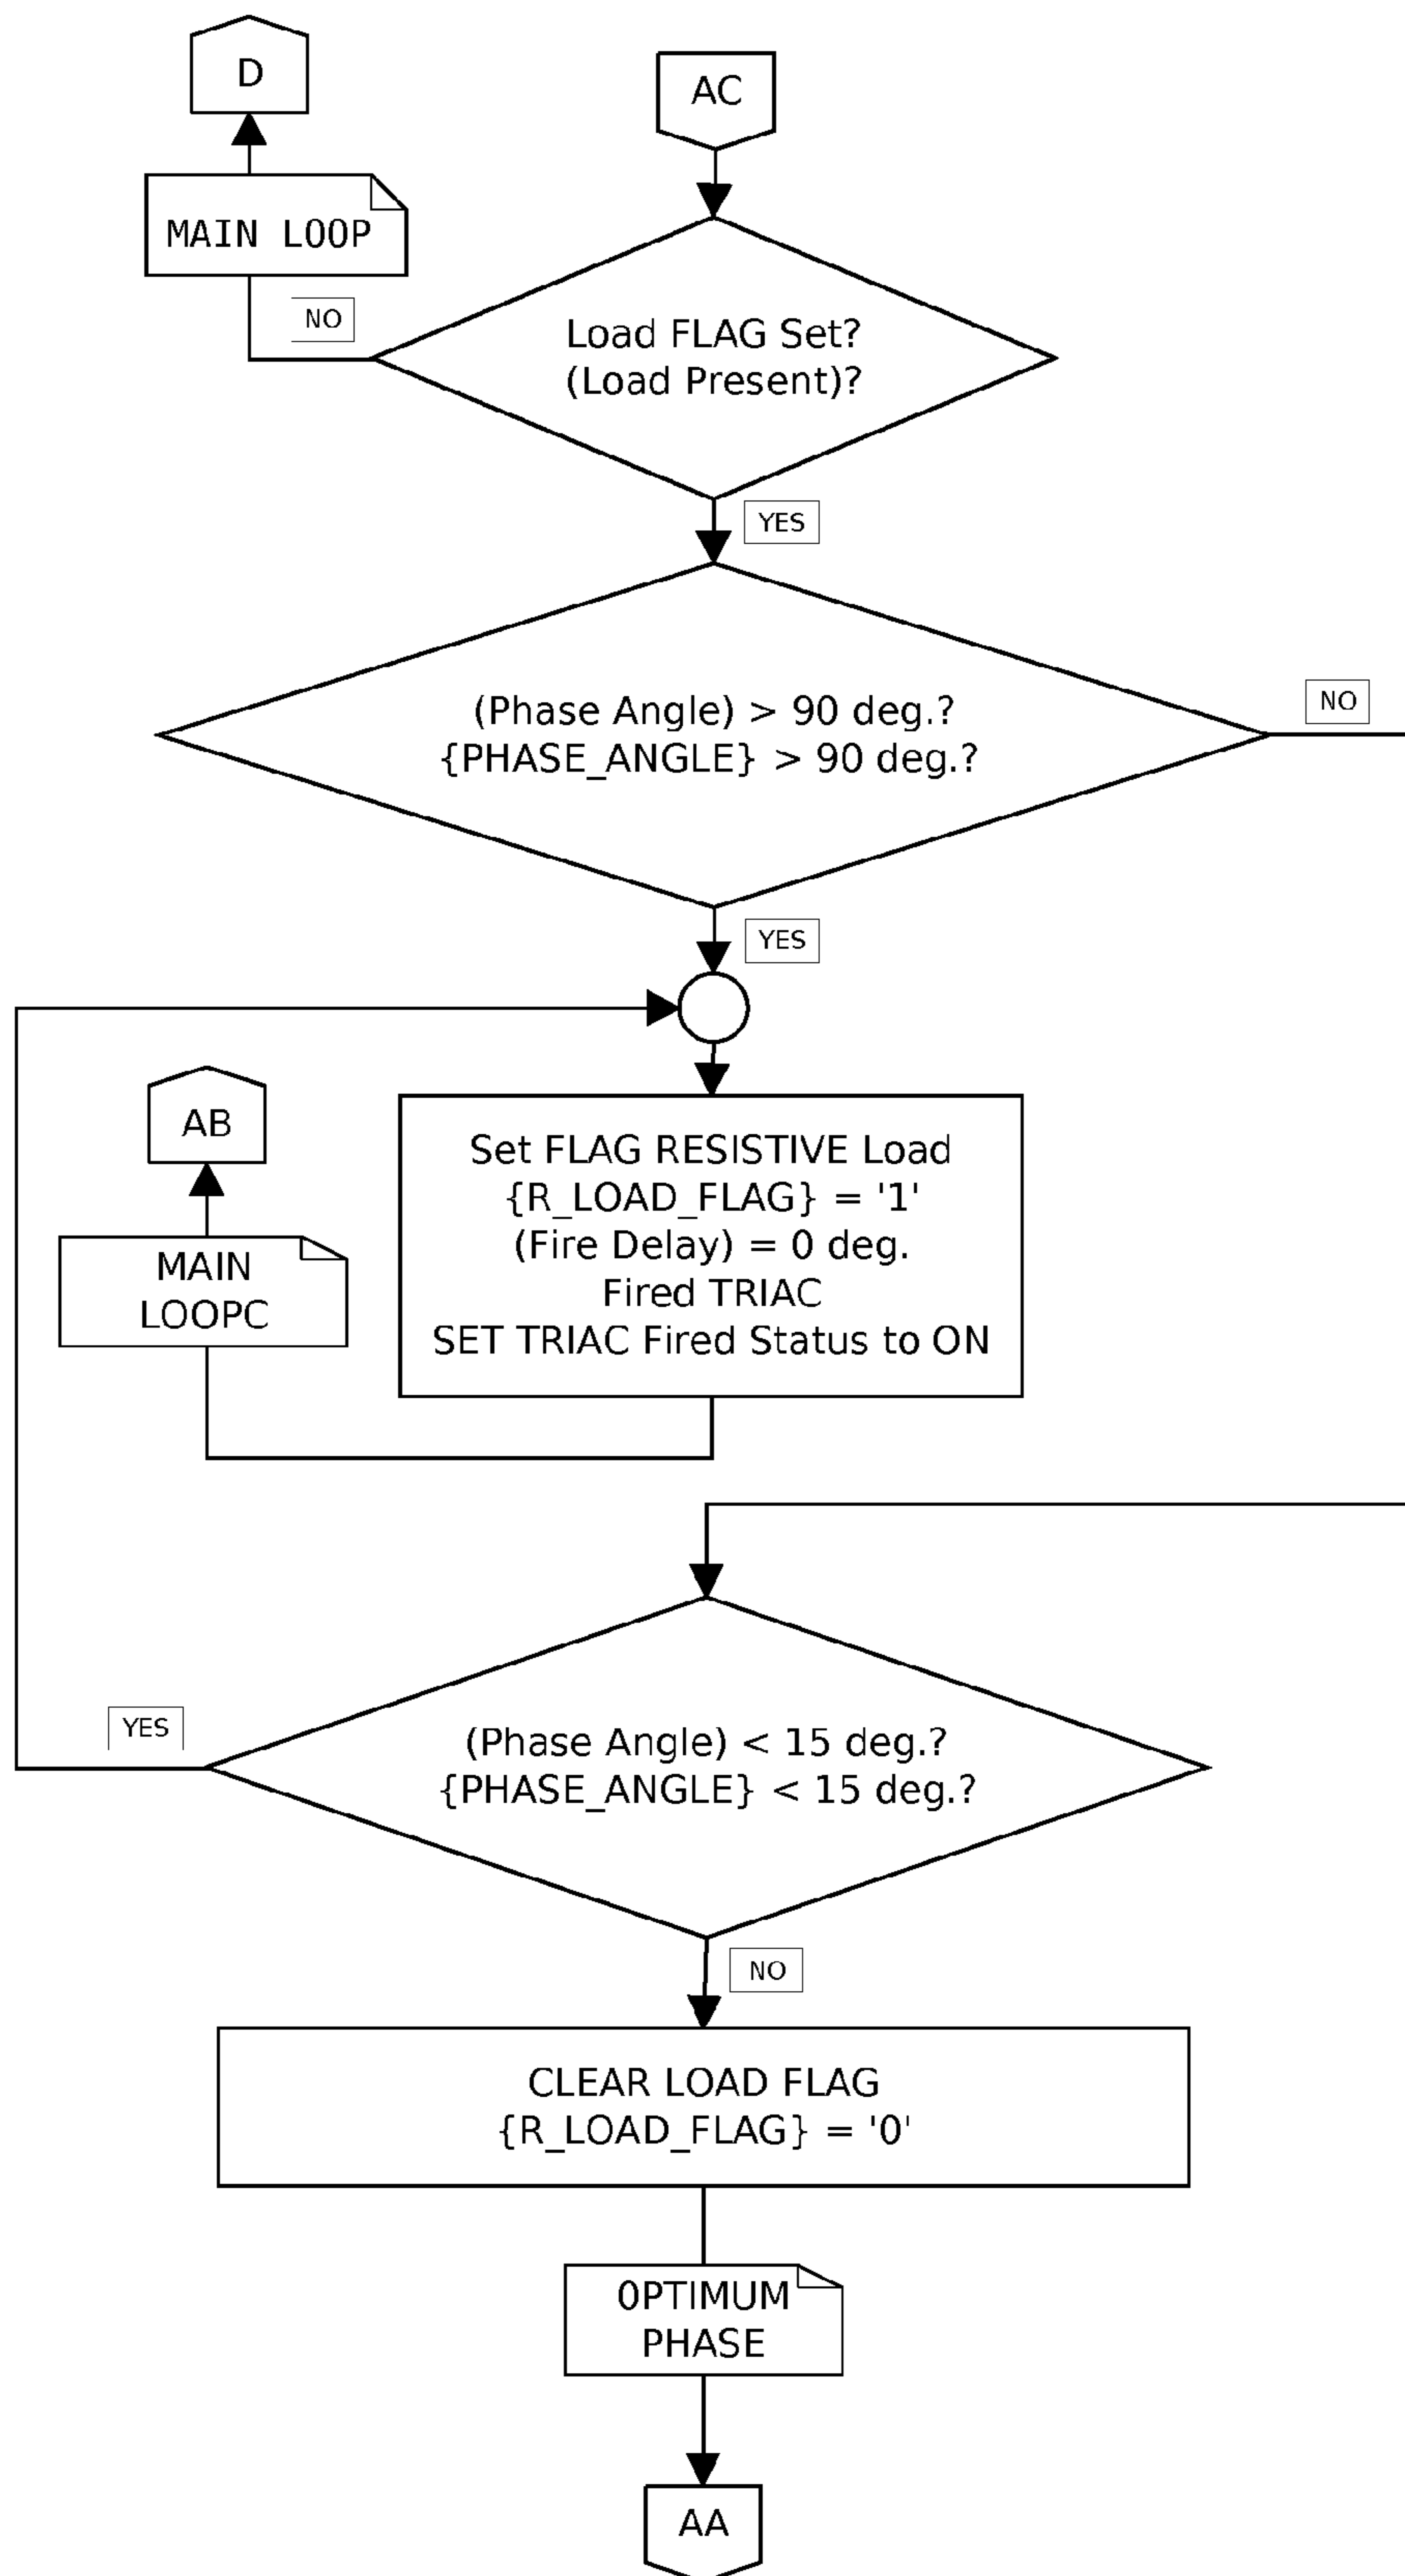 D
AC
MAIN LOOP
NO
Load FLAG Set?
(Load Present)?
YES
(Phase Angle) > 90 deg.?
{PHASE_ANGLE} > 90 deg.?
NO
YES
AB
MAIN
LOOPC
Set FLAG RESISTIVE Load
{R_LOAD_FLAG} = '1'
(Fire Delay) = 0 deg.
Fired TRIAC
SET TRIAC Fired Status to ON
YES
(Phase Angle) < 15 deg.?
{PHASE_ANGLE} < 15 deg.?
NO
CLEAR LOAD FLAG
{R_LOAD_FLAG} = '0'
0PTIMUM
PHASE
AA